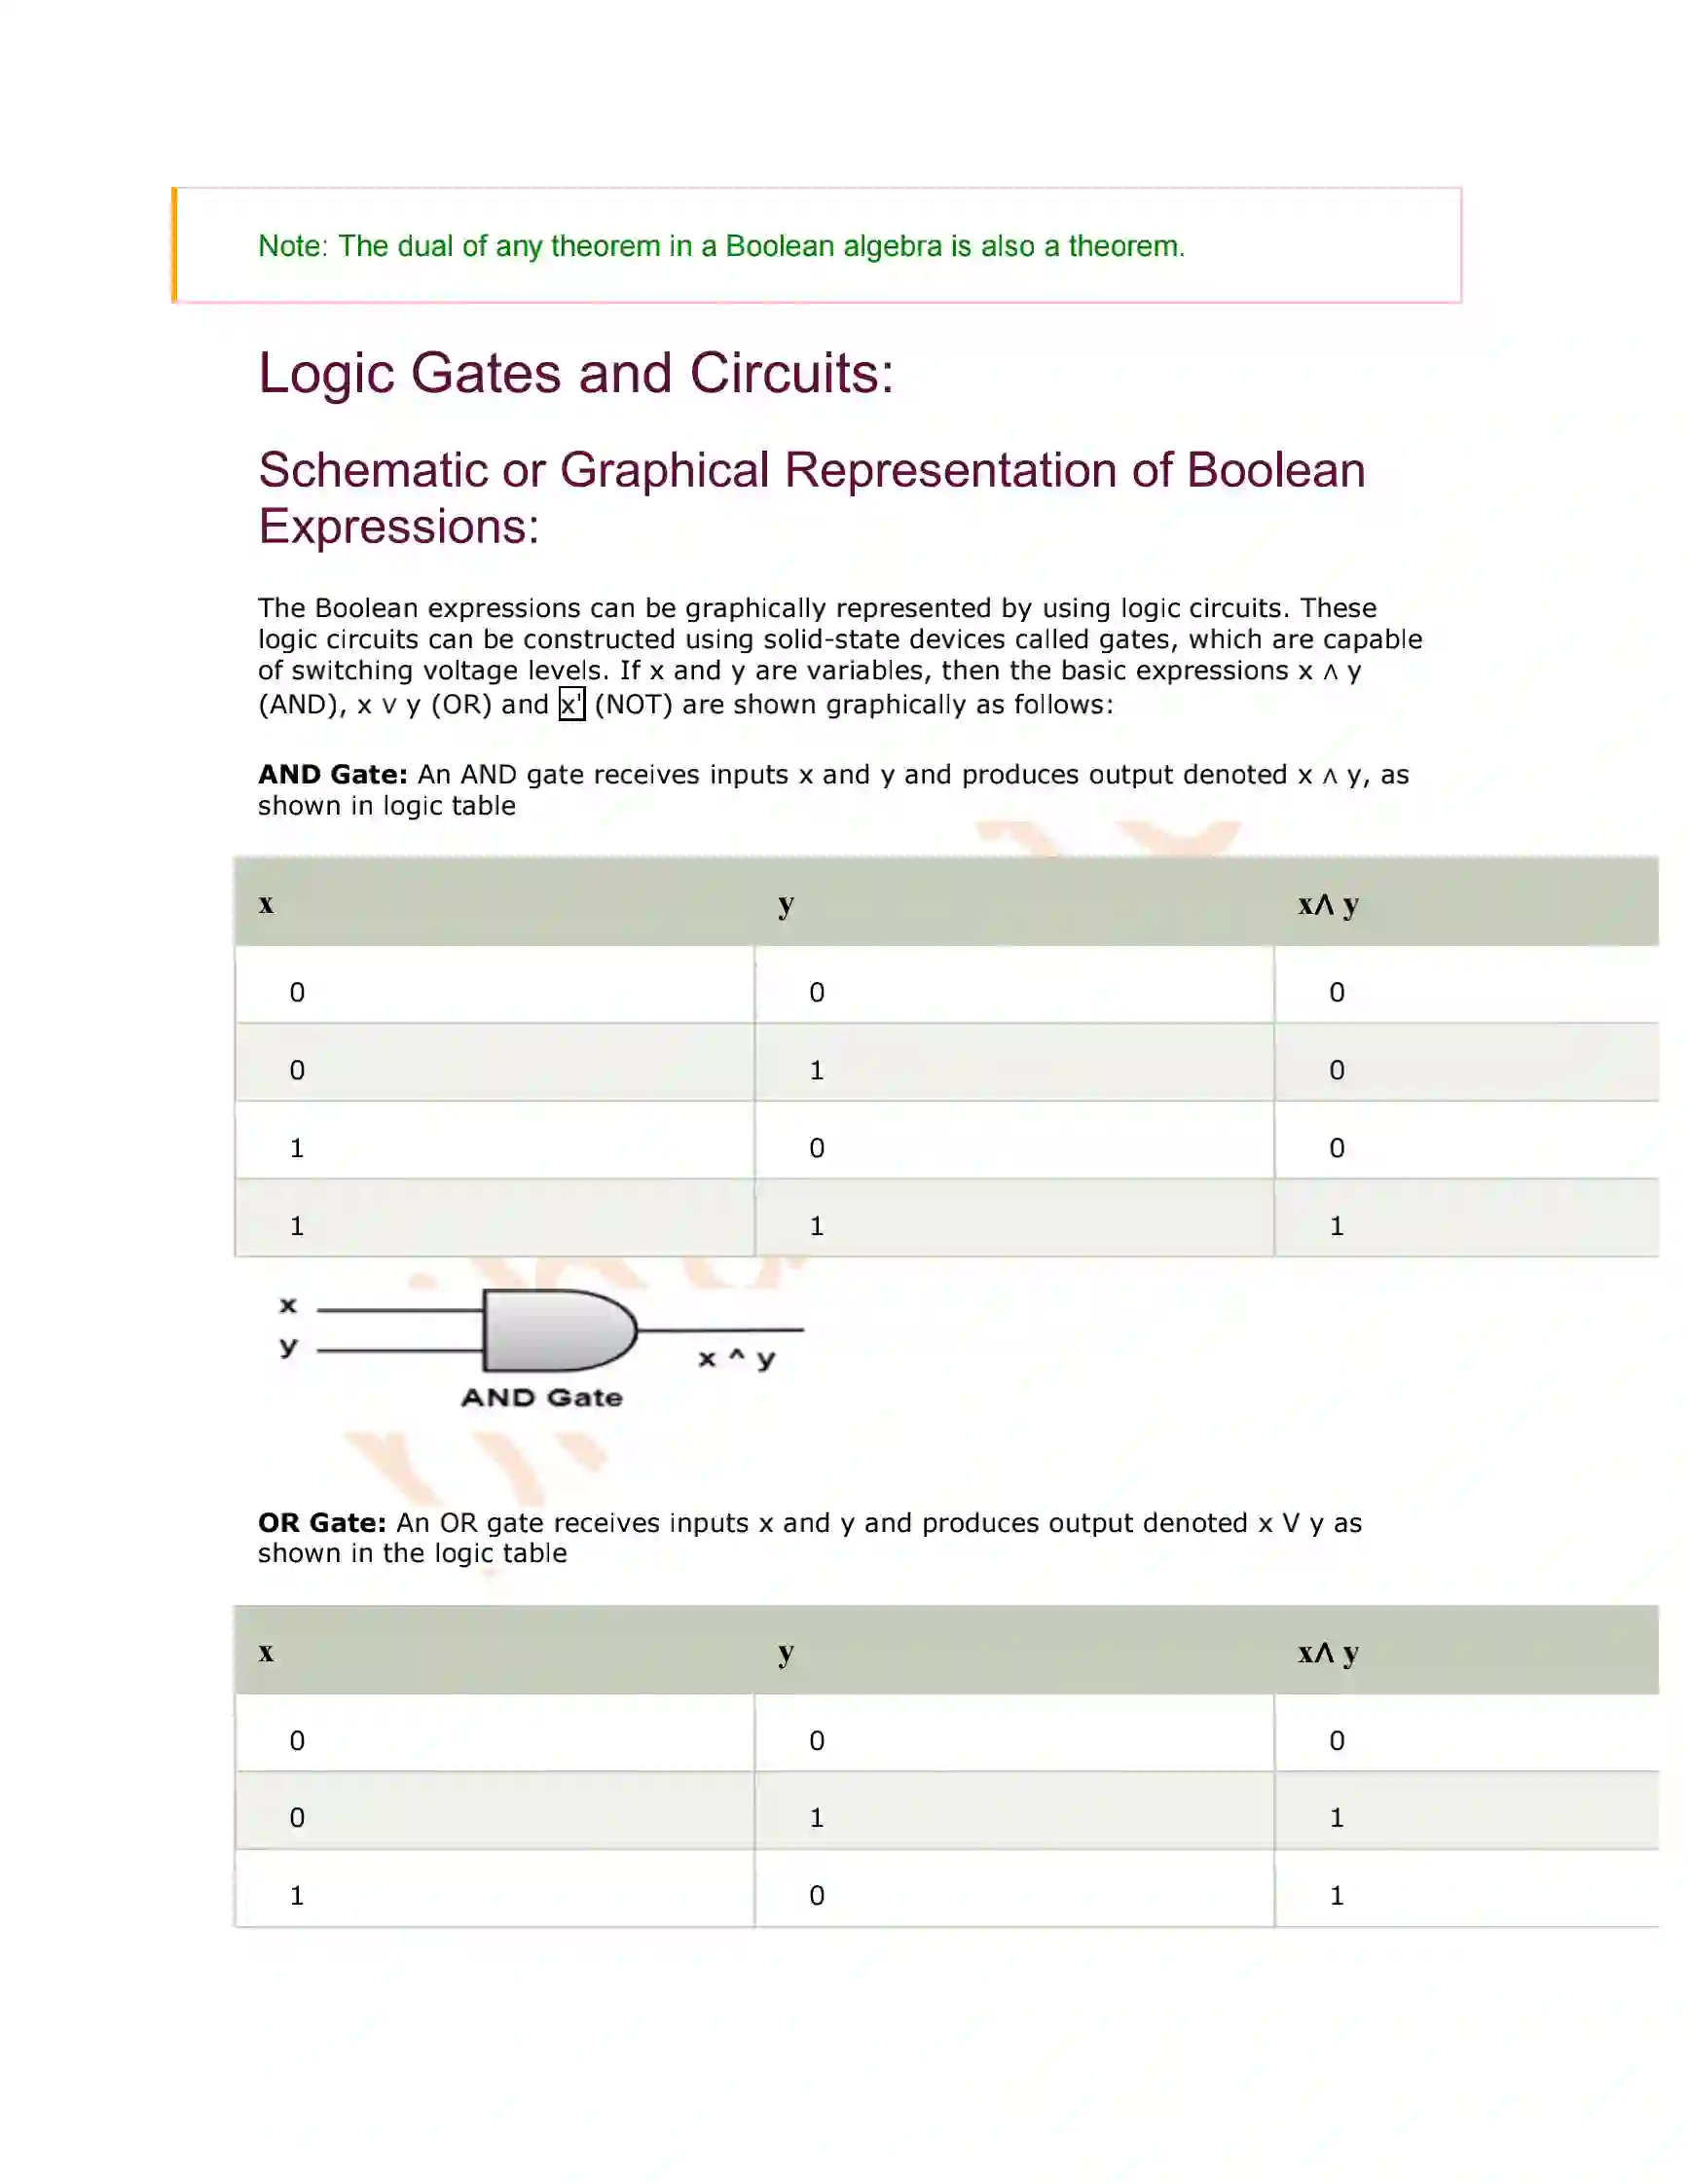 Note: The dual of any theorem in a Boolean algebra is also a theorem.
Logic Gates and Circuits:
Schematic or Graphical Representation of Boolean
Expressions:
The Boolean expressions can be graphically represented by using logic circuits. These
logic circuits can be constructed using solid-state devices called gates, which are capable
of switching voltage levels. If x and y are variables, then the basic expressions x ∧ y
(AND), x ∨ y (OR) and x' (NOT) are shown graphically as follows:
AND Gate: An AND gate receives inputs x and y and produces output denoted x ∧ y, as
shown in logic table
x y x∧ y
0 0 0
0 1 0
1 0 0
1 1 1
x
y
x ^ y
AND Gate
OR Gate: An OR gate receives inputs x and y and produces output denoted x V y as
shown in the logic table
x y x∧ y
0 0 0
0 1 1
1 0 1